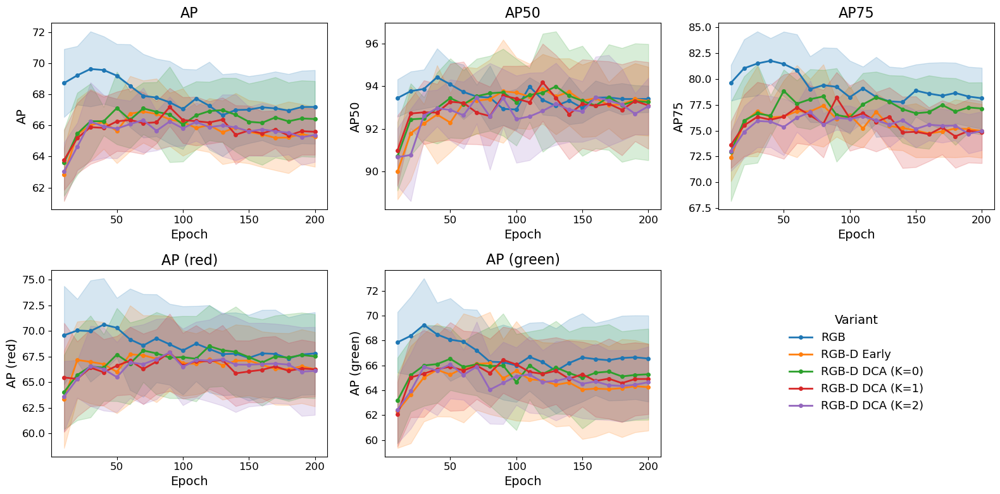 AP
AP50
AP75
AP
72
70
68
66
64
62
50
100
150
200
Epoch
AP50
96
94
92
90
50
100
150
200
Epoch
AP75
85.0
82.5
80.0
77.5
75.0
72.5
70.0
67.5
50
100
150
200
Epoch
AP (red)
AP (green)
AP (red)
75.0
72.5
70.0
67.5
65.0
62.5
60.0
50
100
150
200
Epoch
AP (green)
72
70
68
66
64
62
60
50
100
150
200
Epoch
Variant
RGB
RGB-D Early
RGB-D DCA (K=0)
RGB-D DCA (K=1)
RGB-D DCA (K=2)